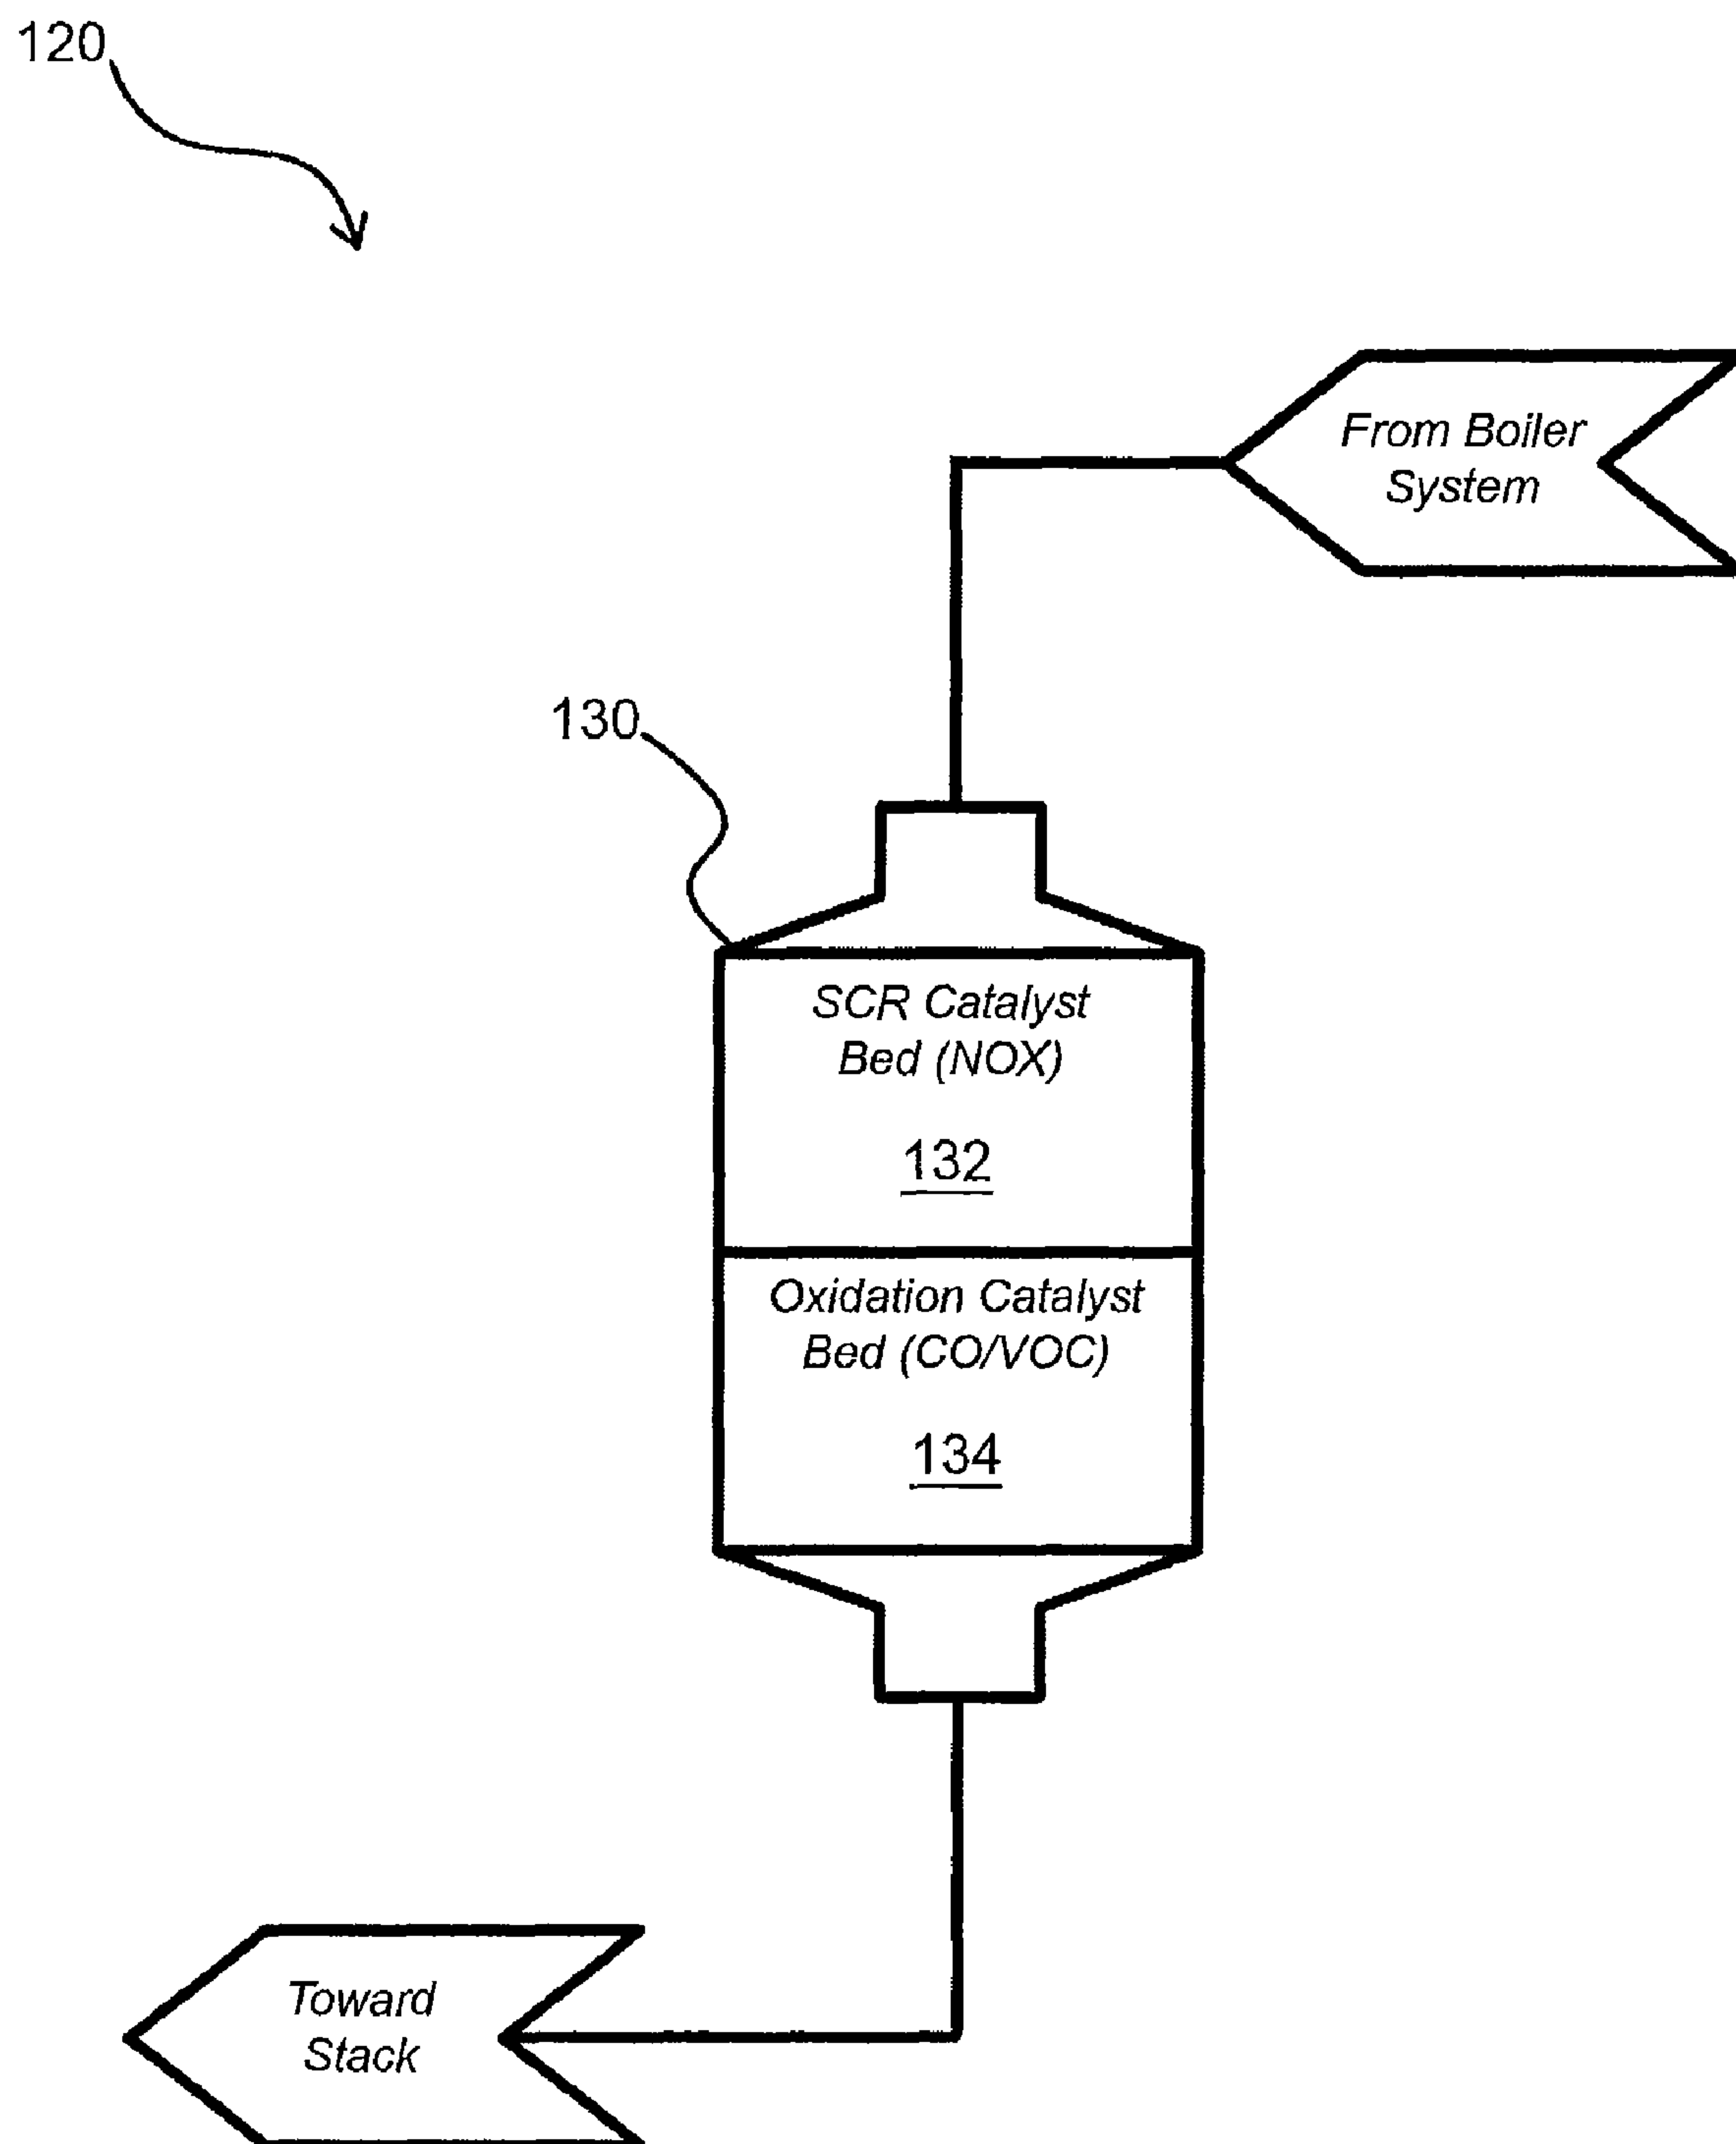 120
From Boiler
System
130
SCR Catalyst
Bed (NOX)
132
Oxidation Catalyst
Bed (CO/VOC)
134
Toward
Stack